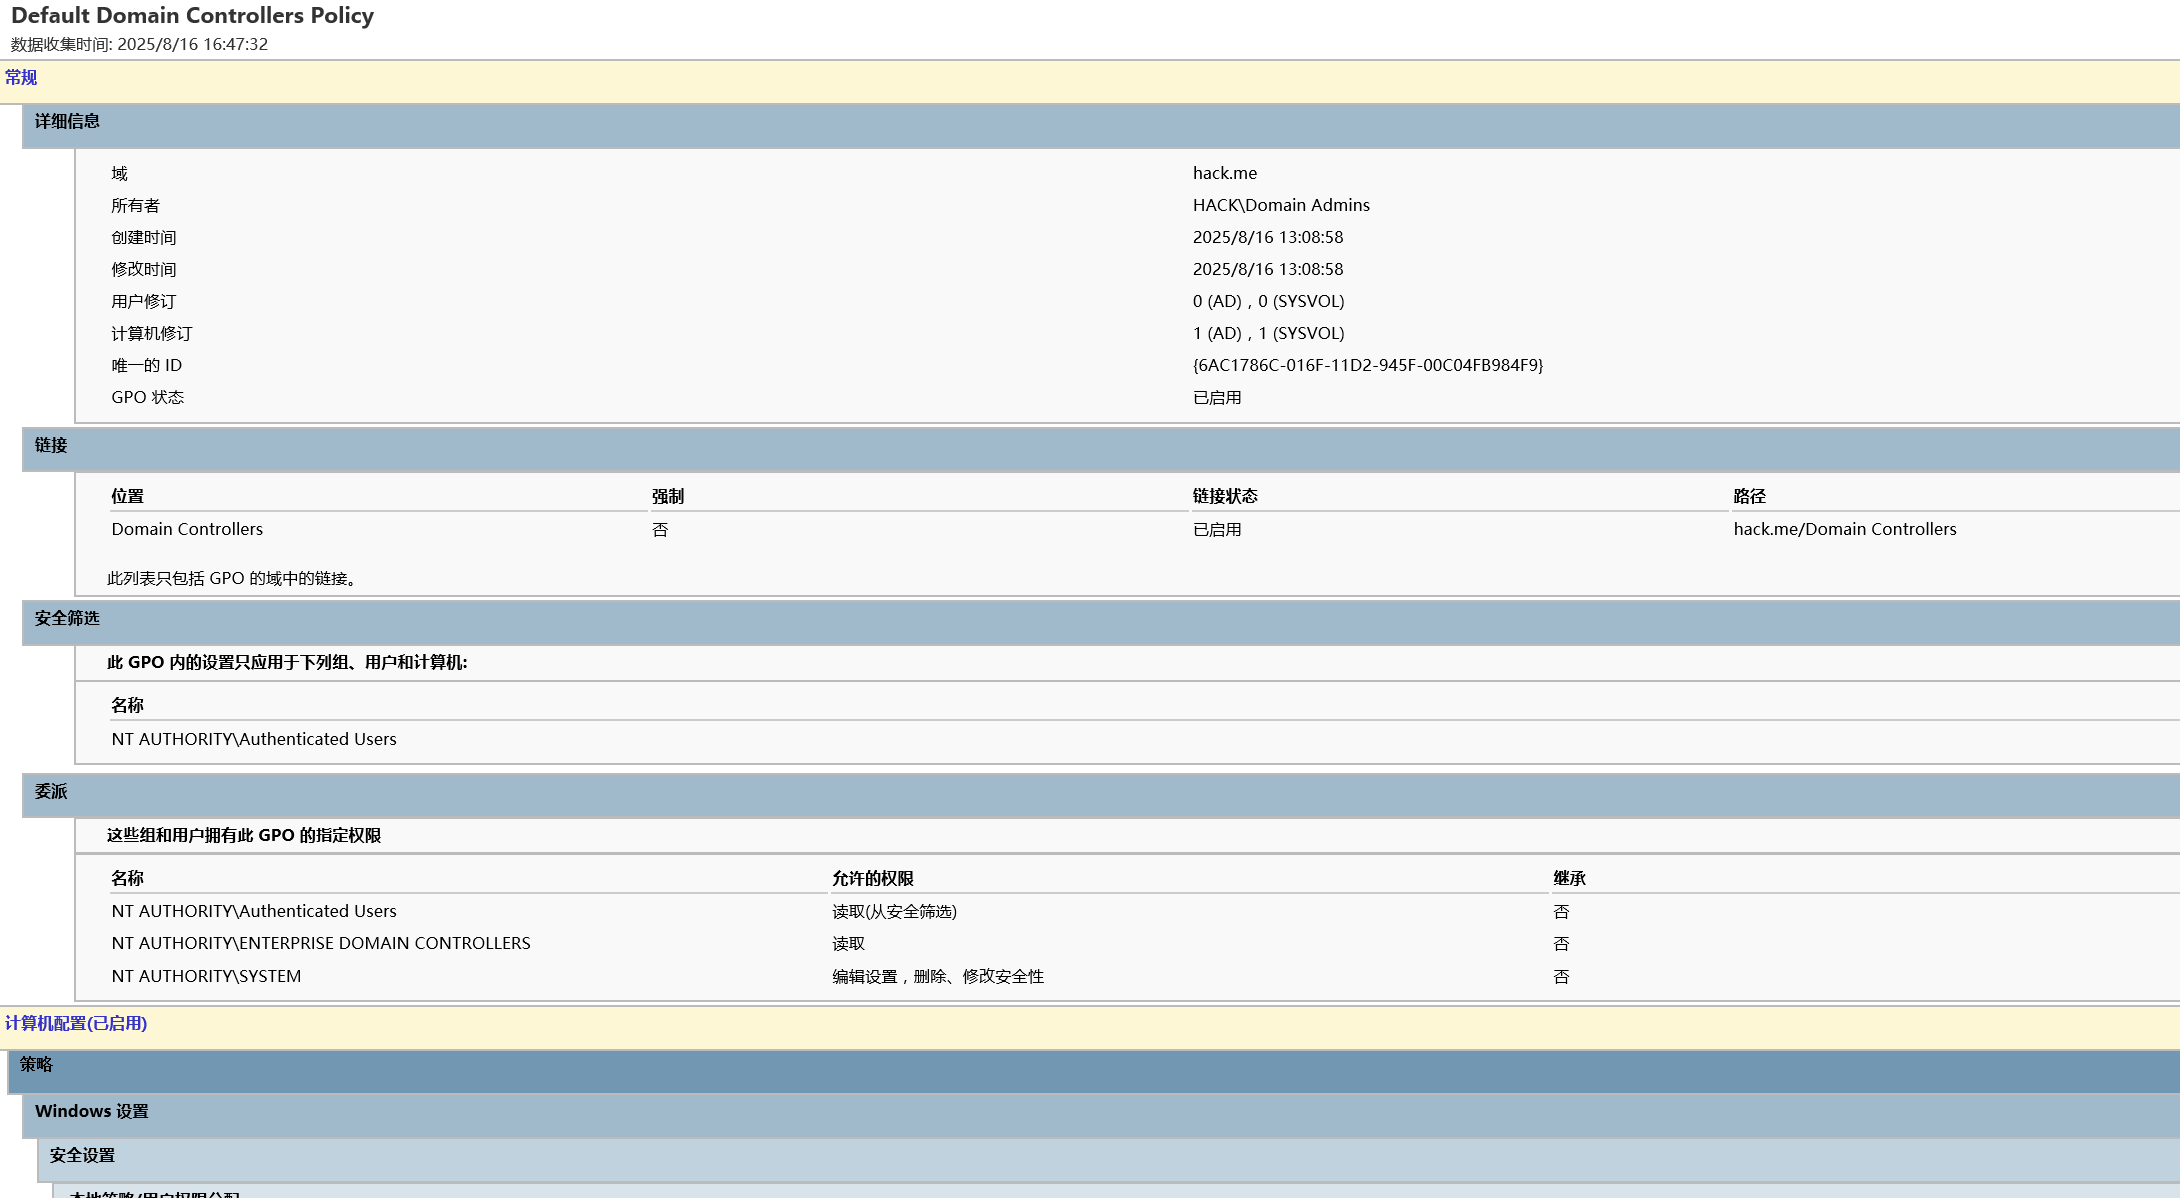 Default Domain Controllers Policy
数据收集时间: 2025/8/16 16:47:32
常规
详细信息
域 hack.me
所有者 HACK\Domain Admins
创建时间 2025/8/16 13:08:58
修改时间 2025/8/16 13:08:58
用户修订 0 (AD)，0 (SYSVOL)
计算机修订 1 (AD)，1 (SYSVOL)
唯一的 ID {6AC1786C-016F-11D2-945F-00C04FB984F9}
GPO 状态 已启用
链接
位置 强制 链接状态 路径
Domain Controllers 否 已启用 hack.me/Domain Controllers
此列表只包括 GPO 的域中的链接。
安全筛选
此 GPO 内的设置只应用于下列组、用户和计算机:
名称
NT AUTHORITY\Authenticated Users
委派
这些组和用户拥有此 GPO 的指定权限
名称 允许的权限 继承
NT AUTHORITY\Authenticated Users 读取(从安全筛选) 否
NT AUTHORITY\ENTERPRISE DOMAIN CONTROLLERS 读取 否
NT AUTHORITY\SYSTEM 编辑设置，删除、修改安全性 否
计算机配置(已启用)
策略
Windows 设置
安全设置
本地策略/用户权限分配